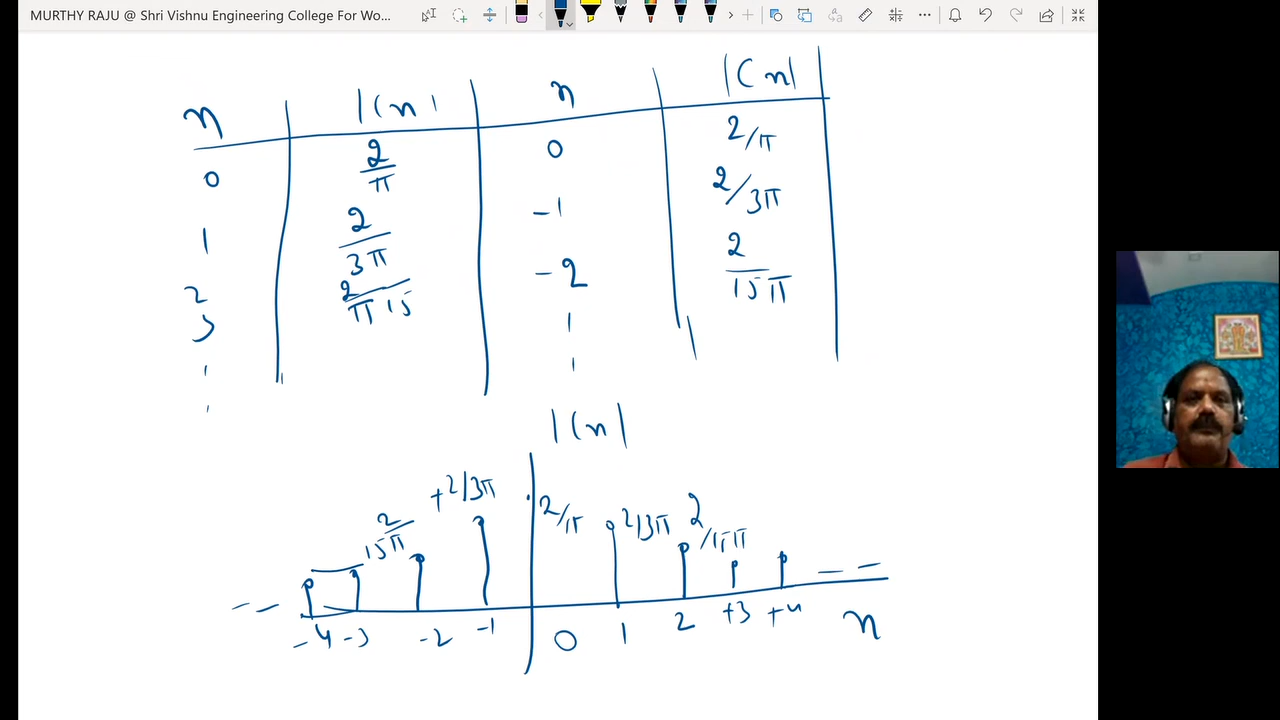 MURTHY RAJU @ Shri Vishnu Engineering College For Wo...
n |Cn| n |Cn|
0 2/π 0 2/π
1 2/3π -1 2/3π
2 2/π15 -2 2/15π
3
|Cn|
2/15π +2/3π 2/π 2/3π 2/15π
-4 -3 -2 -1 0 1 2 +3 +4 n